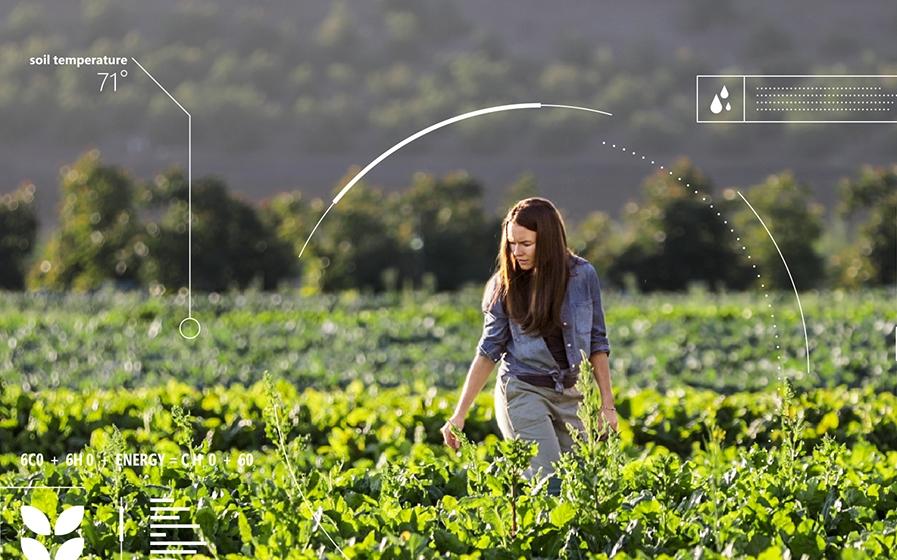 soil temperature
71°
6CO + 6H O + ENERGY = C H O + 6O